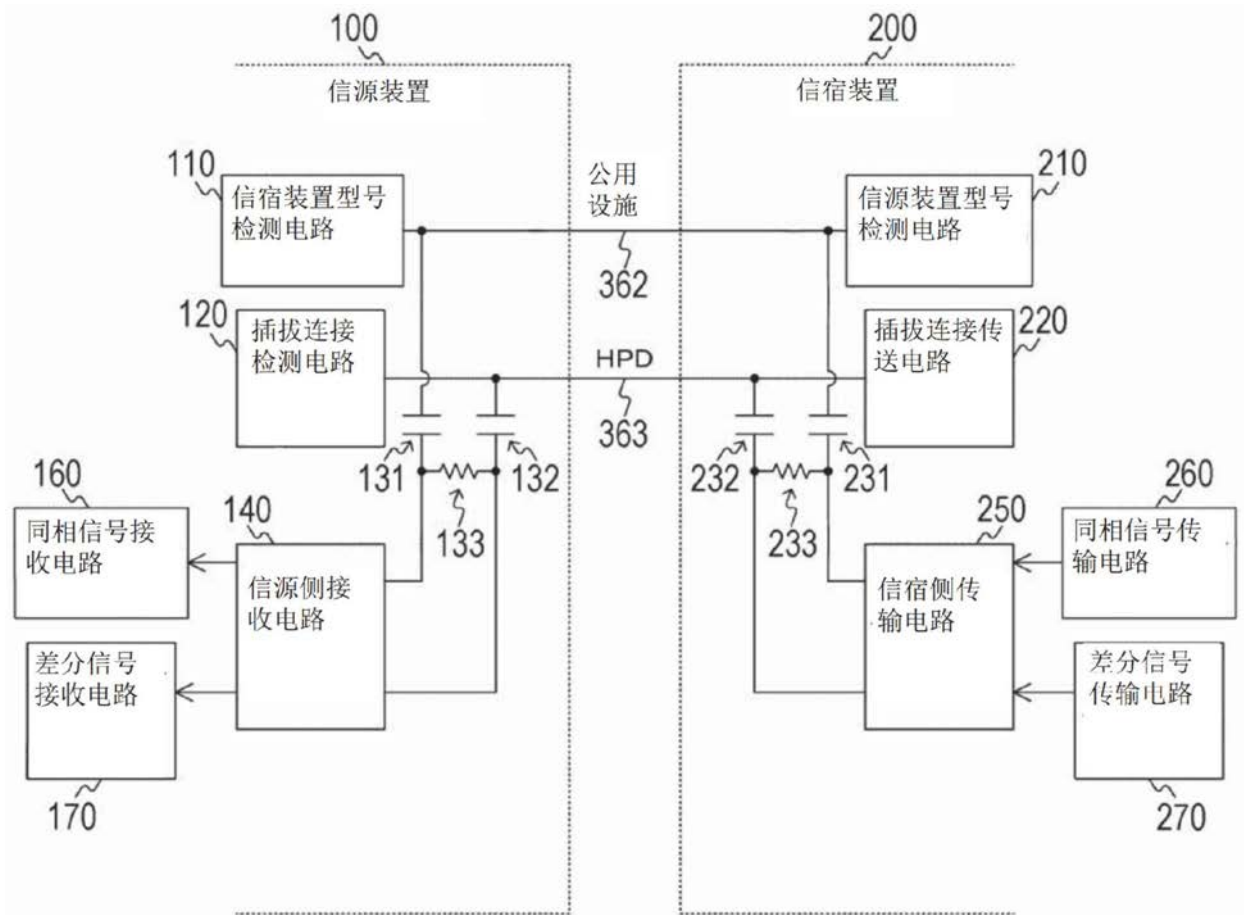 100
200
信源装置
信宿装置
110
信宿装置型号
检测电路
公用
设施
信源装置型号
检测电路
210
362
120
插拔连接
检测电路
HPD
插拔连接传
送电路
220
363
131
132
232
231
133
233
160
同相信号接
收电路
140
信源侧接
收电路
250
信宿侧传
输电路
260
同相信号传
输电路
差分信号
接收电路
170
差分信号
传输电路
270